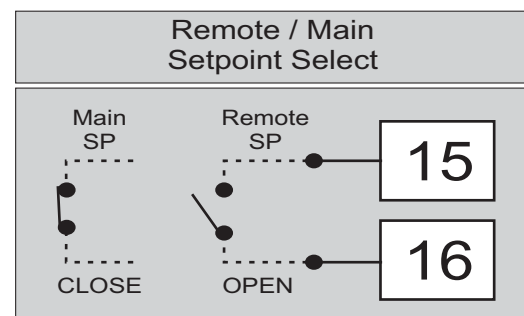 Remote / Main
Setpoint Select
Main
SP
Remote
SP
15
16
CLOSE
OPEN